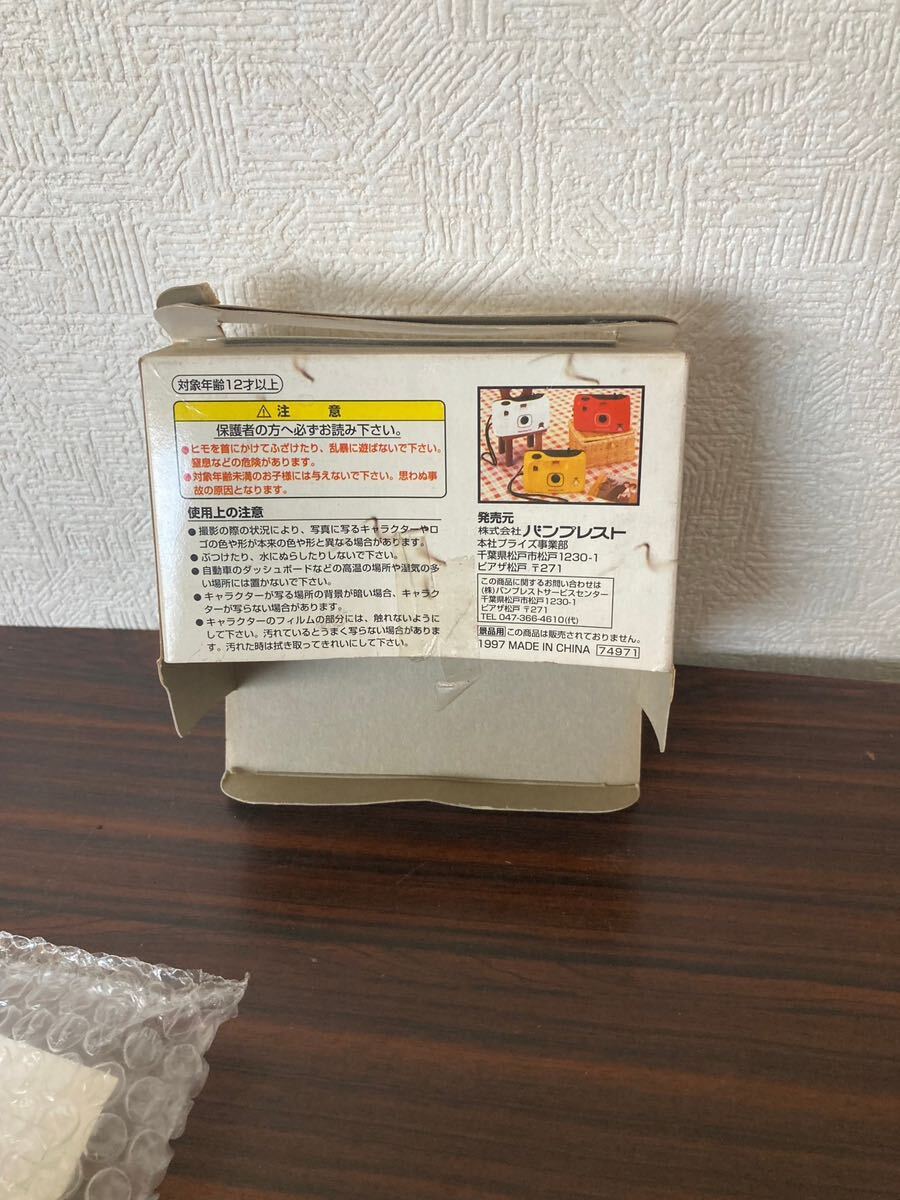 対象年齢12才以上
⚠注 意
保護者の方へ必ずお読み下さい。
●ヒモを首にかけてふざけたり、乱暴に遊ばないで下さい。
窒息などの危険があります。
●対象年齢未満のお子様には与えないで下さい。思わぬ事
故の原因となります。
使用上の注意
●撮影の際の状況により、写真に写るキャラクターやロ
ゴの色や形が本来の色や形と異なる場合があります。
●ぶつけたり、水にぬらしたりしないで下さい。
●自動車のダッシュボードなどの高温の場所や湿気の多
い場所には置かないで下さい。
●キャラクターが写る場所の背景が暗い場合、キャラク
ターが写らない場合があります。
●キャラクターのフィルムの部分には、触れないように
して下さい。汚れているとうまく写らない場合がありま
す。汚れた時は拭き取ってきれいにして下さい。
発売元
株式会社 バンプレスト
本社プライズ事業部
千葉県松戸市松戸1230-1
ピアザ松戸 〒271
この商品に関するお問い合わせは
(株)バンプレストサービスセンター
千葉県松戸市松戸1230-1
ピアザ松戸 〒271
TEL 047-366-4610(代)
景品用 この商品は販売されておりません。
1997 MADE IN CHINA 74971